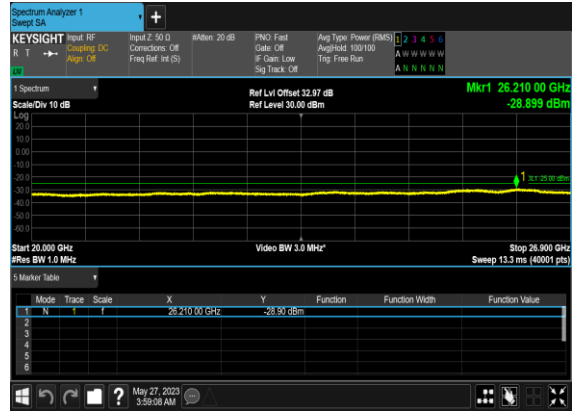 Spectrum Analyzer 1
Swept SA
+
KEYSIGHT Input: RF Input Z: 50 Ω #Atten: 20 dB PNO: Fast Avg Type: Power (RMS) 1 2 3 4 5 6
R T Coupling: DC Corrections: Off Gate: Off Avg|Hold: 100/100 A W W W W W
Align: Off Freq Ref: Int (S) IF Gain: Low Trig: Free Run
Sig Track: Off A N N N N N
1 Spectrum Ref Lvl Offset 32.97 dB Mkr1 26.210 00 GHz
Scale/Div 10 dB Ref Level 30.00 dBm -28.899 dBm
Log
20.0
10.0
0.00
-10.0
-20.0
-30.0
-40.0
-50.0
-60.0
1
Start 20.000 GHz Video BW 3.0 MHz* Stop 26.900 GHz
#Res BW 1.0 MHz Sweep 13.3 ms (40001 pts)
5 Marker Table
Mode Trace Scale X Y Function Function Width Function Value
1 N 1 f 26.210 00 GHz -28.90 dBm
2
3
4
5
6
? May 27, 2023
3:59:08 AM